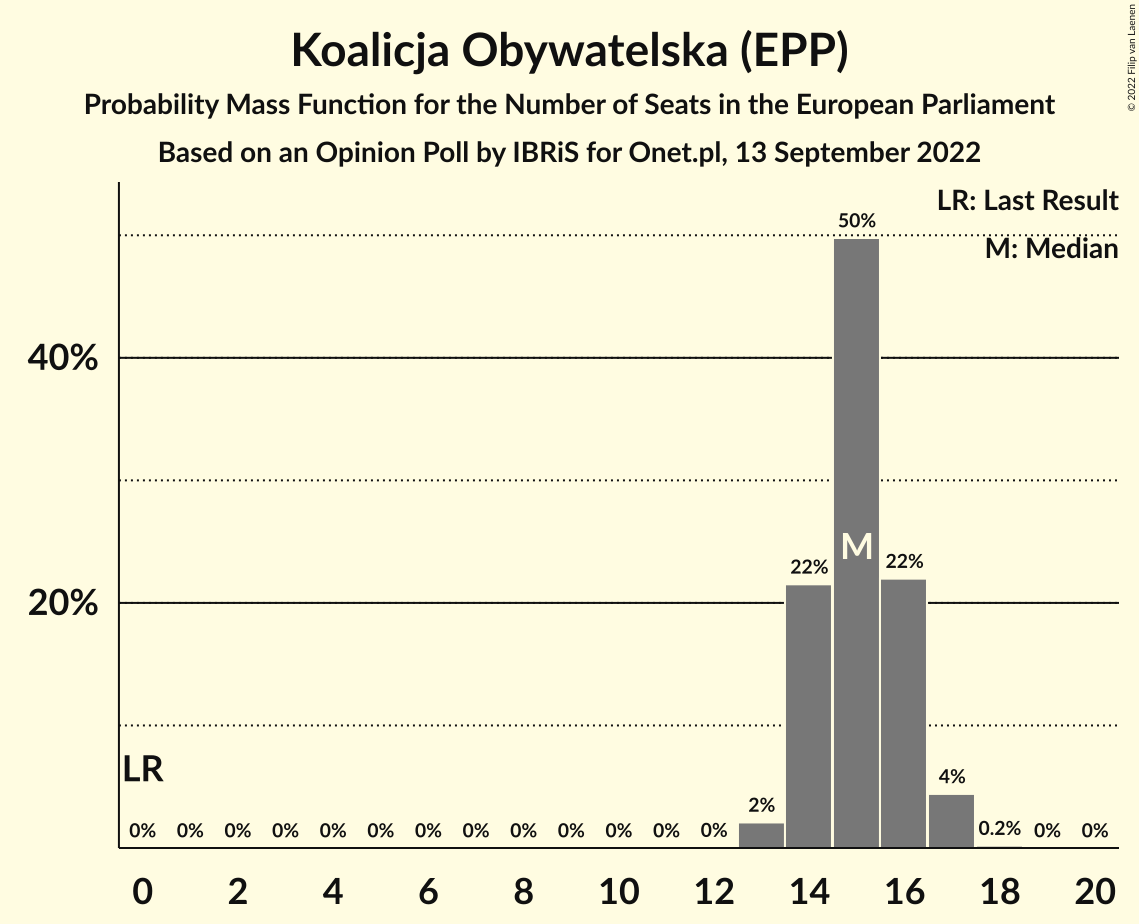 Koalicja Obywatelska (EPP)
Probability Mass Function for the Number of Seats in the European Parliament
Based on an Opinion Poll by IBRiS for Onet.pl, 13 September 2022
© 2022 Filip van Laenen
LR: Last Result
M: Median
50%
40%
M
22%
22%
20%
LR
4%
2%
0% 0% 0% 0% 0% 0% 0% 0% 0% 0% 0% 0% 0% 0.2% 0% 0%
0 2 4 6 8 10 12 14 16 18 20